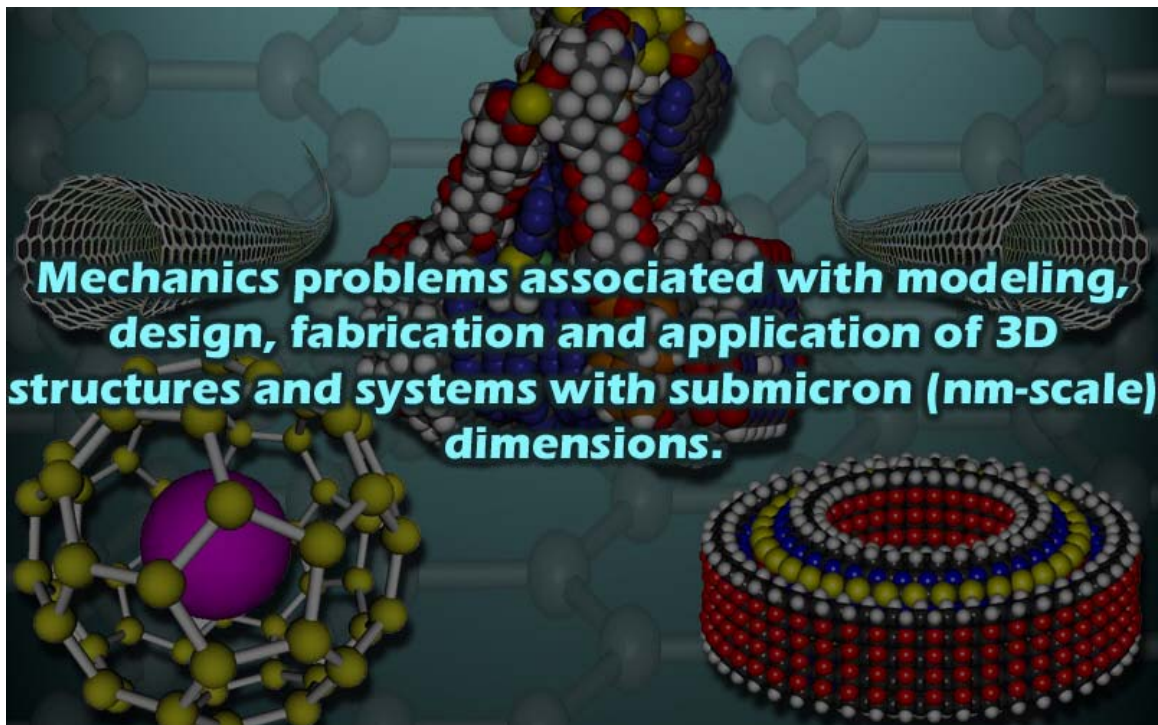 Mechanics problems associated with modeling,
design, fabrication and application of 3D
structures and systems with submicron (nm-scale)
dimensions.